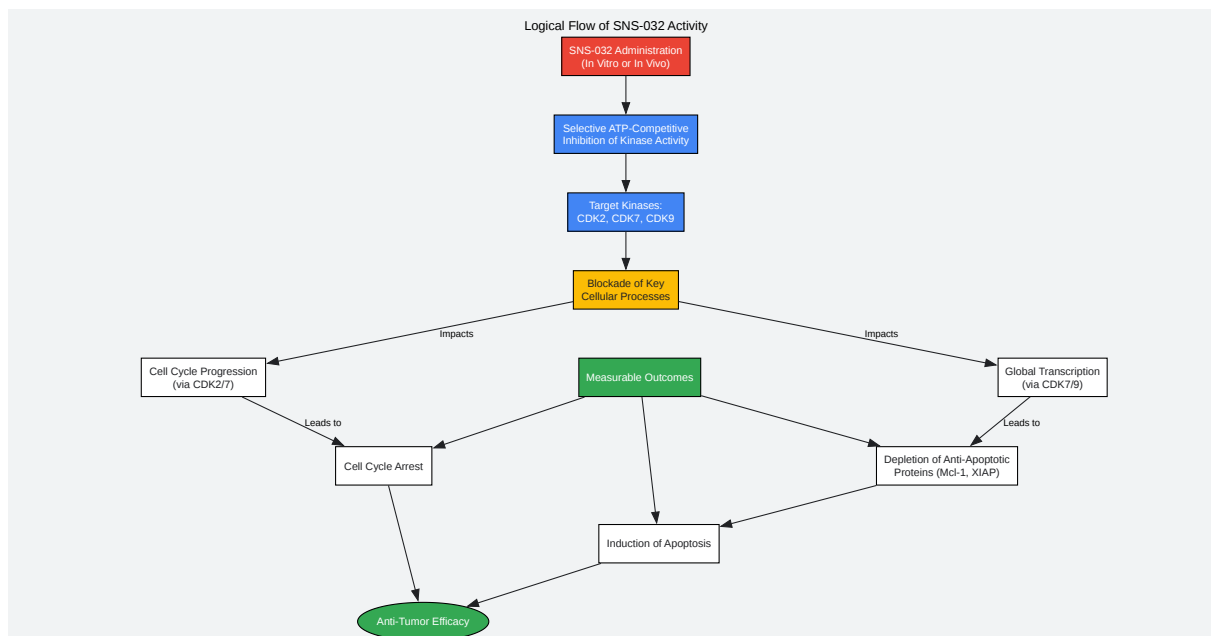 Logical Flow of SNS-032 Activity
SNS-032 Administration
(In Vitro or In Vivo)
Selective ATP-Competitive
Inhibition of Kinase Activity
Target Kinases:
CDK2, CDK7, CDK9
Blockade of Key
Cellular Processes
Impacts
Impacts
Cell Cycle Progression
(via CDK2/7)
Measurable Outcomes
Global Transcription
(via CDK7/9)
Leads to
Leads to
Cell Cycle Arrest
Depletion of Anti-Apoptotic
Proteins (Mcl-1, XIAP)
Induction of Apoptosis
Anti-Tumor Efficacy